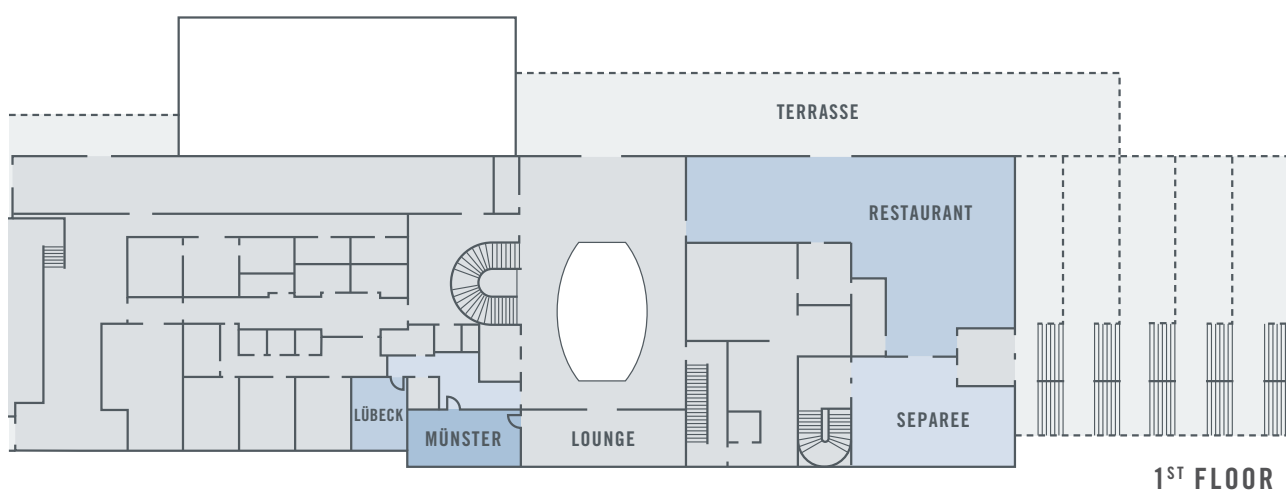 TERRASSE
RESTAURANT
LÜBECK
MÜNSTER
LOUNGE
SEPAREE
1ST FLOOR